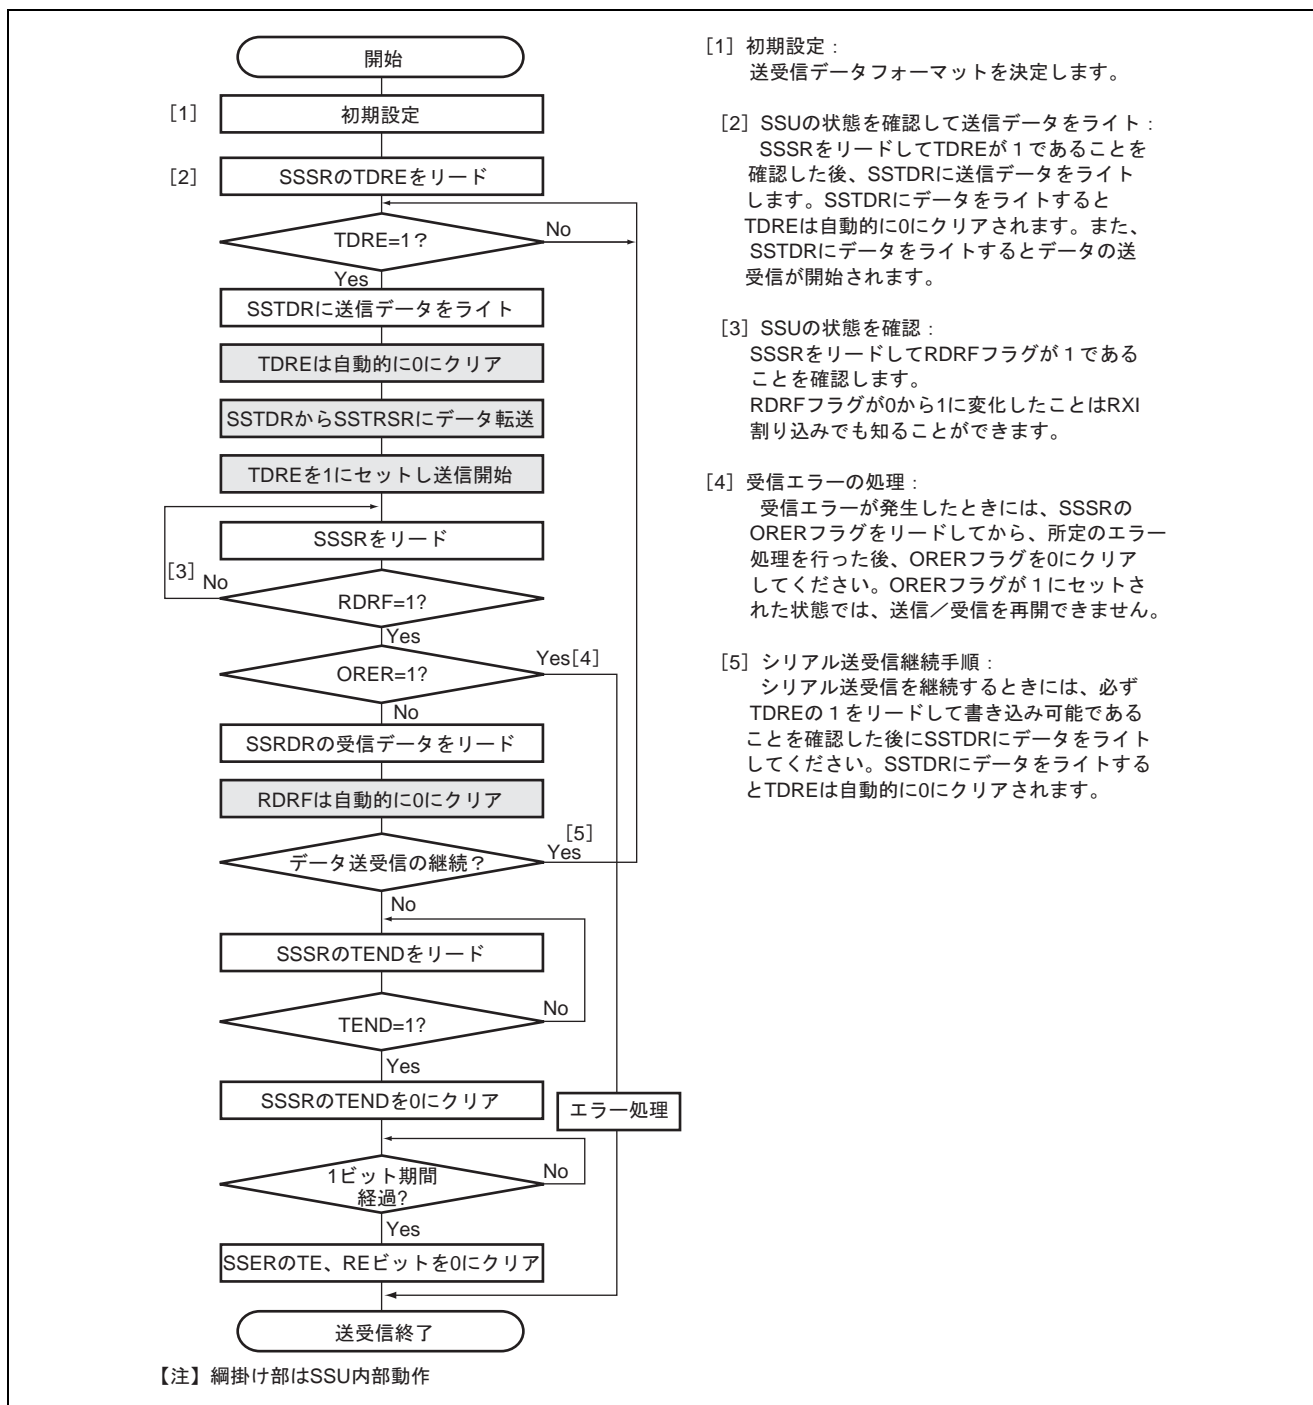 開始
[1]
初期設定
[2]
SSSRのTDREをリード
TDRE=1?
No
Yes
SSTDRに送信データをライト
TDREは自動的に0にクリア
SSTDRからSSTRSRにデータ転送
TDREを1にセットし送信開始
SSSRをリード
[3]
No
RDRF=1?
Yes
ORER=1?
Yes[4]
No
SSRDRの受信データをリード
RDRFは自動的に0にクリア
[5]
データ送受信の継続?
Yes
No
SSSRのTENDをリード
TEND=1?
No
Yes
SSSRのTENDを0にクリア
エラー処理
1ビット期間
経過?
No
Yes
SSERのTE、REビットを0にクリア
送受信終了
【注】綱掛け部はSSU内部動作
[1] 初期設定:
送受信データフォーマットを決定します。
[2] SSUの状態を確認して送信データをライト:
SSSRをリードしてTDREが1であることを
確認した後、SSTDRに送信データをライト
します。SSTDRにデータをライトすると
TDREは自動的に0にクリアされます。また、
SSTDRにデータをライトするとデータの送
受信が開始されます。
[3] SSUの状態を確認:
SSSRをリードしてRDRFフラグが1である
ことを確認します。
RDRFフラグが0から1に変化したことはRXI
割り込みでも知ることができます。
[4] 受信エラーの処理:
受信エラーが発生したときには、SSSRの
ORERフラグをリードしてから、所定のエラー
処理を行った後、ORERフラグを0にクリア
してください。ORERフラグが1にセットさ
れた状態では、送信/受信を再開できません。
[5] シリアル送受信継続手順:
シリアル送受信を継続するときには、必ず
TDREの1をリードして書き込み可能である
ことを確認した後にSSTDRにデータをライト
してください。SSTDRにデータをライトする
とTDREは自動的に0にクリアされます。